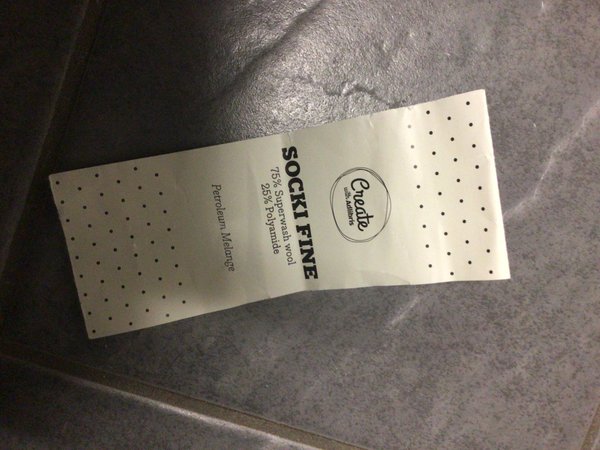 Create
with Adlibris
SOCKI FINE
75% Superwash wool
25% Polyamide
Petroleum Melange